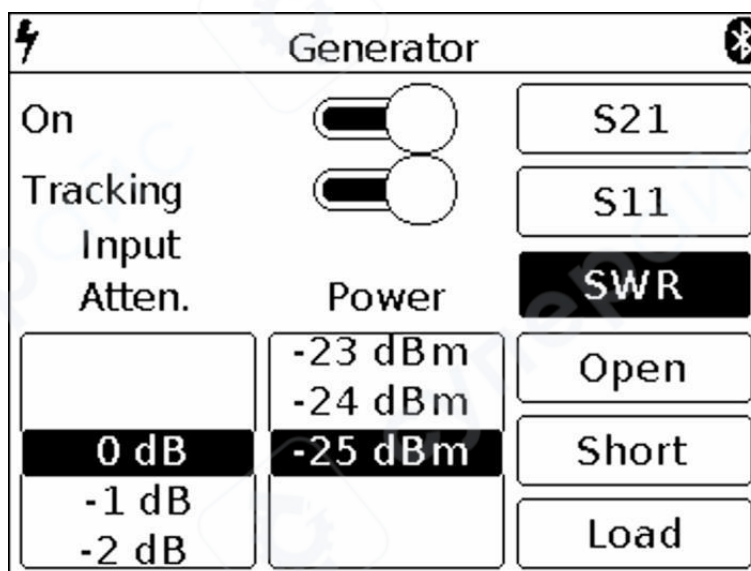 Generator
On
S21
Tracking
S11
Input
Atten.
Power
SWR
-23 dBm
-24 dBm
Open
0 dB
-25 dBm
Short
-1 dB
-2 dB
Load